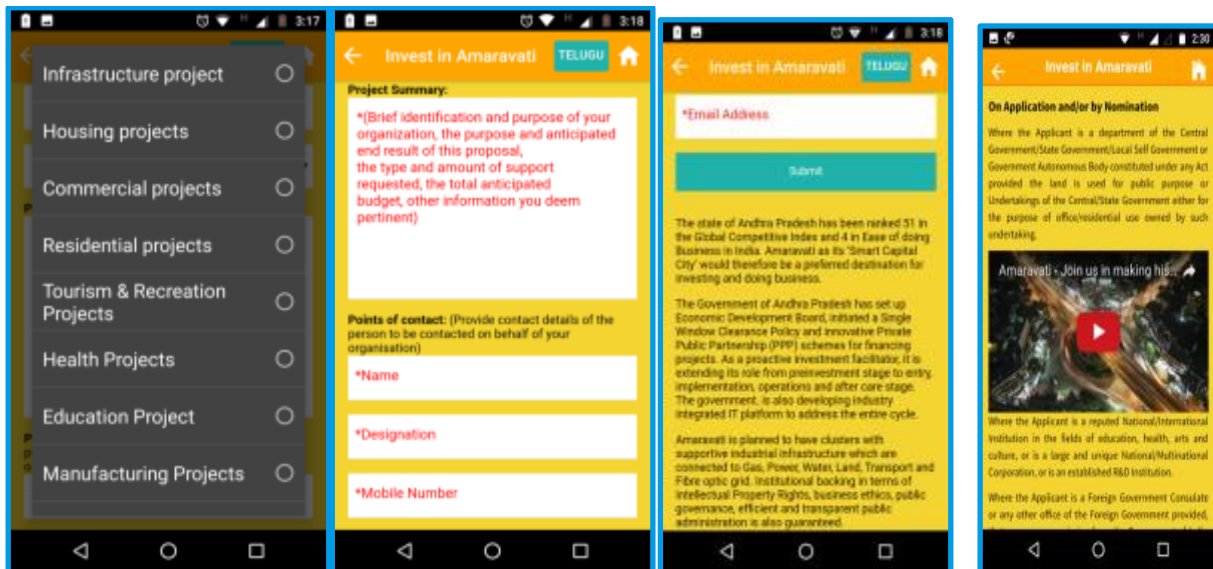 3:17
Infrastructure project
Housing projects
Commercial projects
Residential projects
Tourism & Recreation
Projects
Health Projects
Education Project
Manufacturing Projects
3:18
Invest in Amaravati
TELUGU
Project Summary:
*(Brief identification and purpose of your
organization, the purpose and anticipated
end result of this proposal,
the type and amount of support
requested, the total anticipated
budget, other information you deem
pertinent)
Points of contact: (Provide contact details of the
person to be contacted on behalf of your
organisation)
*Name
*Designation
*Mobile Number
3:18
Invest in Amaravati
TELUGU
*Email Address
Submit
The state of Andhra Pradesh has been ranked 51 in
the Global Competitive Index and 4 in Ease of doing
Business in India. Amaravati as its 'Smart Capital
City' would therefore be a preferred destination for
investing and doing business.
The Government of Andhra Pradesh has set up
Economic Development Board, initiated a Single
Window Clearance Policy and innovative Private
Public Partnership (PPP) schemes for financing
projects. As a proactive investment facilitator, it is
extending its role from preinvestment stage to entry,
implementation, operations and after care stage.
The government, is also developing industry
integrated IT platform to address the entire cycle.
Amaravati is planned to have clusters with
supportive industrial infrastructure which are
connected to Gas, Power, Water, Land, Transport and
Fibre optic grid. Institutional backing in terms of
Intellectual Property Rights, business ethics, public
governance, efficient and transparent public
administration is also guaranteed.
2:30
Invest in Amaravati
On Application and/or by Nomination
Where the Applicant is a department of the Central
Government/State Government/Local Self Government or
Government Autonomous Body constituted under any Act
provided the land is used for public purpose or
Undertakings of the Central/State Government either for
the purpose of office/residential use owned by such
undertaking.
Amaravati - Join us in making his...
Where the Applicant is a reputed National/International
Institution in the fields of education, health, arts and
culture, or is a large and unique National/Multinational
Corporation, or is an established R&D Institution.
Where the Applicant is a Foreign Government Consulate
or any other office of the Foreign Government provided,